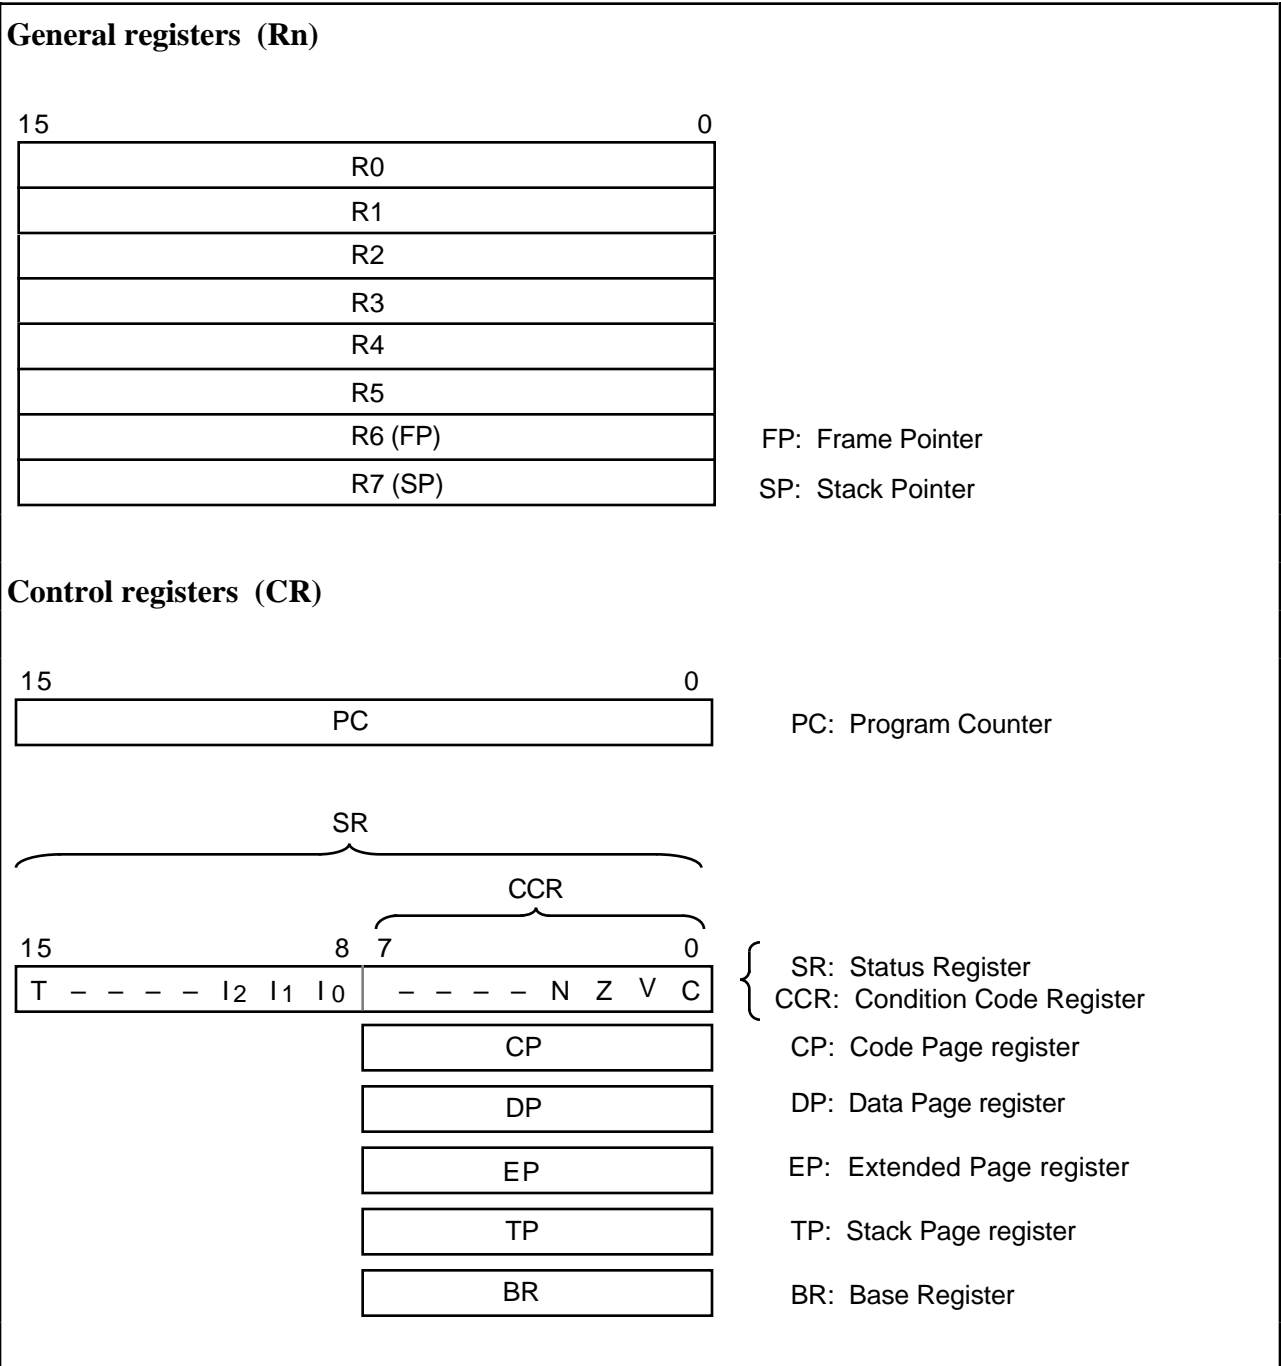 General registers (Rn)
15 0
R0
R1
R2
R3
R4
R5
R6 (FP) FP: Frame Pointer
R7 (SP) SP: Stack Pointer
Control registers (CR)
15 0
PC PC: Program Counter
SR
CCR
15 8 7 0
SR: Status Register
T – – – – I2 I1 I0 – – – – N Z V C CCR: Condition Code Register
CP CP: Code Page register
DP DP: Data Page register
EP EP: Extended Page register
TP TP: Stack Page register
BR BR: Base Register